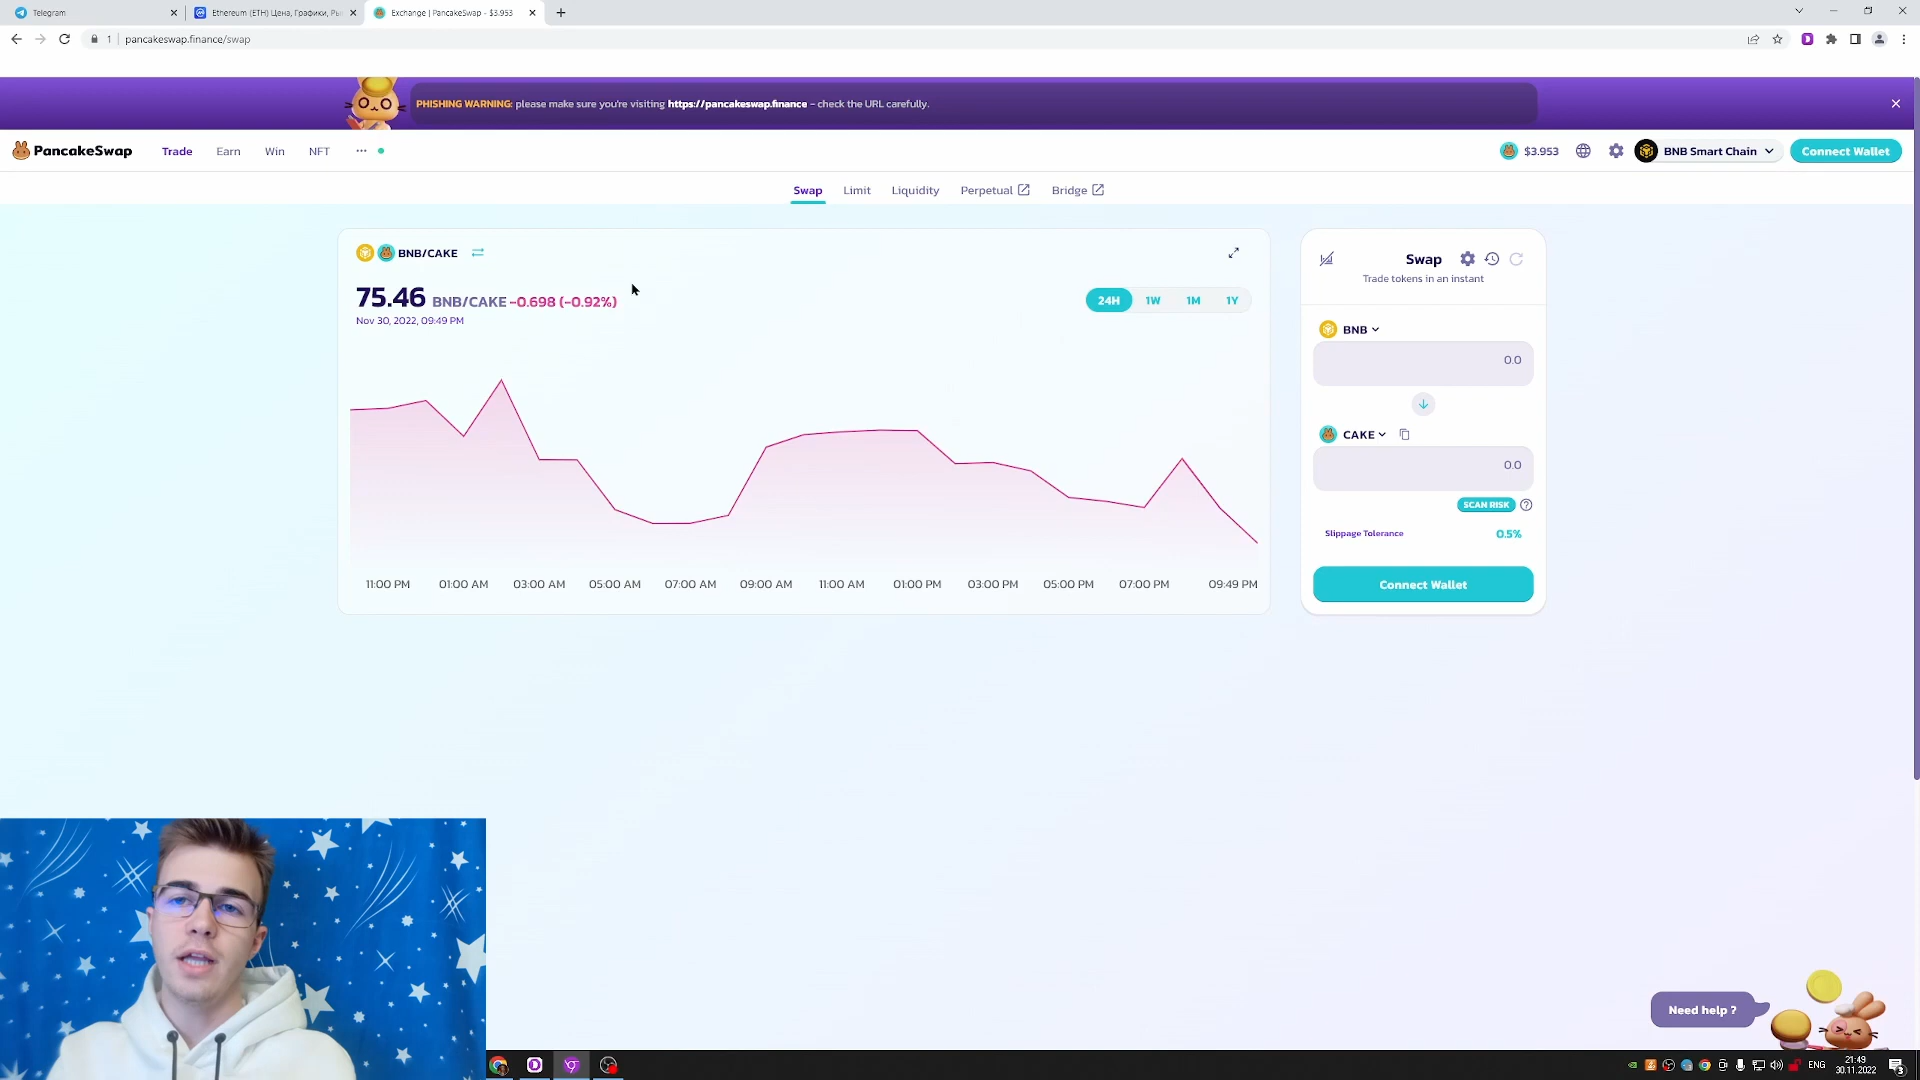 Telegram
Ethereum (ETH) Цена, Графики, Ры
Exchange | PancakeSwap - $3.953
1
pancakeswap.finance/swap
PHISHING WARNING: please make sure you're visiting https://pancakeswap.finance - check the URL carefully.
PancakeSwap
Trade
Earn
Win
NFT
$3.953
BNB Smart Chain
Connect Wallet
Swap
Limit
Liquidity
Perpetual
Bridge
BNB/CAKE
75.46 BNB/CAKE -0.698 (-0.92%)
Nov 30, 2022, 09:49 PM
24H
1W
1M
1Y
11:00 PM
01:00 AM
03:00 AM
05:00 AM
07:00 AM
09:00 AM
11:00 AM
01:00 PM
03:00 PM
05:00 PM
07:00 PM
09:49 PM
Swap
Trade tokens in an instant
BNB
0.0
CAKE
0.0
SCAN RISK
Slippage Tolerance
0.5%
Connect Wallet
Need help ?
ENG
21:49
30.11.2022
3